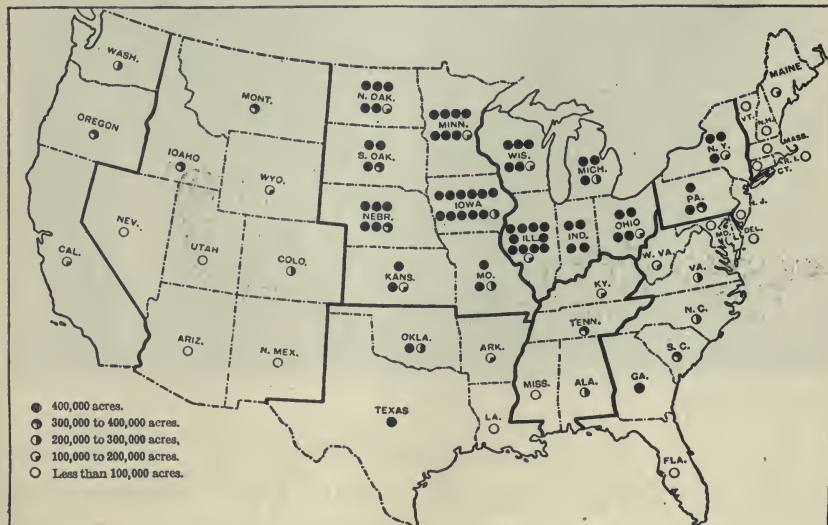 WASH.
MONT.
N. DAK.
MINN.
MAINE
OREGON
IDAHO
S. DAK.
WIS.
MICH.
N. Y.
VT.
N.H.
MASS.
R. I.
CT.
WYO.
NEBR.
IOWA
ILL.
IND.
OHIO
PA.
N. J.
MD.
DEL.
NEV.
UTAH
COLO.
KANS.
MO.
KY.
W. VA.
VA.
CAL.
ARIZ.
N. MEX.
OKLA.
ARK.
TENN.
N. C.
S. C.
TEXAS
LA.
MISS.
ALA.
GA.
FLA.
400,000 acres.
300,000 to 400,000 acres.
200,000 to 300,000 acres,
100,000 to 200,000 acres.
Less than 100,000 acres.